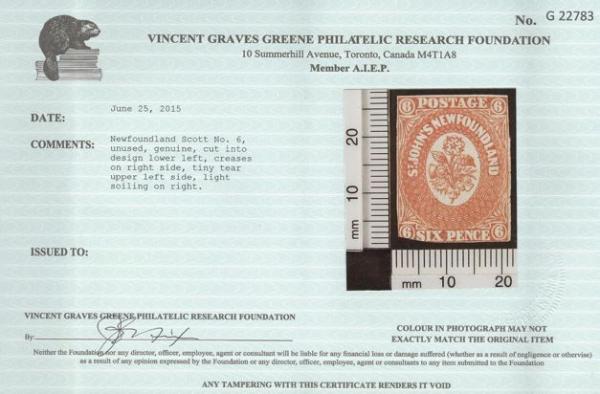 No. G 22783
VINCENT GRAVES GREENE PHILATELIC RESEARCH FOUNDATION
10 Summerhill Avenue, Toronto, Canada M4T1A8
Member A.I.E.P.
DATE:
June 25, 2015
COMMENTS:
Newfoundland Scott No. 6,
unused, genuine, cut into
design lower left, creases
on right side, tiny tear
upper left side, light
soiling on right.
20
10
mm
6 POSTAGE 6
ST. JOHN'S NEWFOUNDLAND
6 SIX PENCE 6
mm 10 20
ISSUED TO:
VINCENT GRAVES GREENE PHILATELIC RESEARCH FOUNDATION
By:
COLOUR IN PHOTOGRAPH MAY NOT
EXACTLY MATCH THE ORIGINAL ITEM
Neither the Foundation nor any director, officer, employee, agent or consultant will be liable for any financial loss or damage suffered (whether as a result of negligence or otherwise)
as a result of any opinion expressed by the Foundation or any director, officer, employee, agent or consultants to any item submitted to the Foundation
ANY TAMPERING WITH THIS CERTIFICATE RENDERS IT VOID